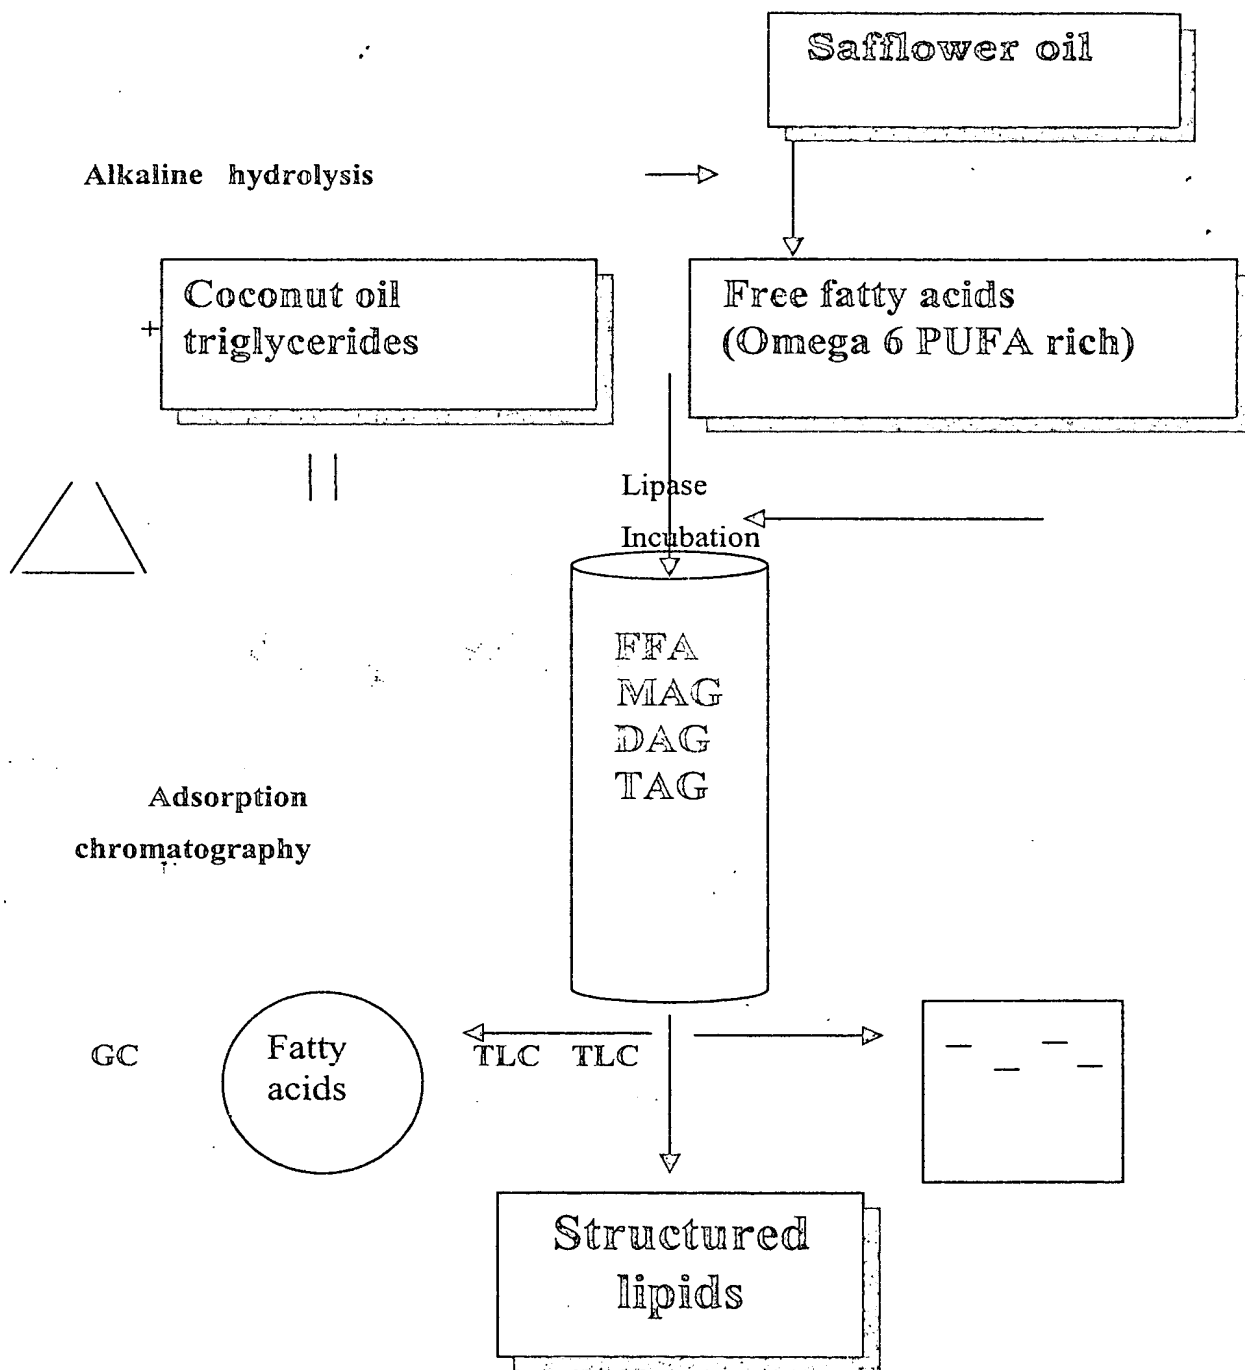 Safflower oil
Alkaline hydrolysis
Coconut oil
triglycerides
+
Free fatty acids
(Omega 6 PUFA rich)
Lipase
Incubation
FFA
MAG
DAG
TAG
Adsorption
chromatography
GC
Fatty
acids
TLC TLC
Structured
lipids